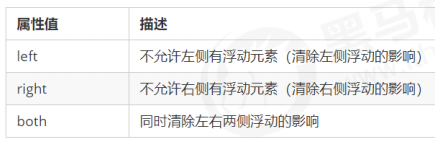 属性值 描述
left 不允许左侧有浮动元素（清除左侧浮动的影响）
right 不允许右侧有浮动元素（清除右侧浮动的影响）
both 同时清除左右两侧浮动的影响